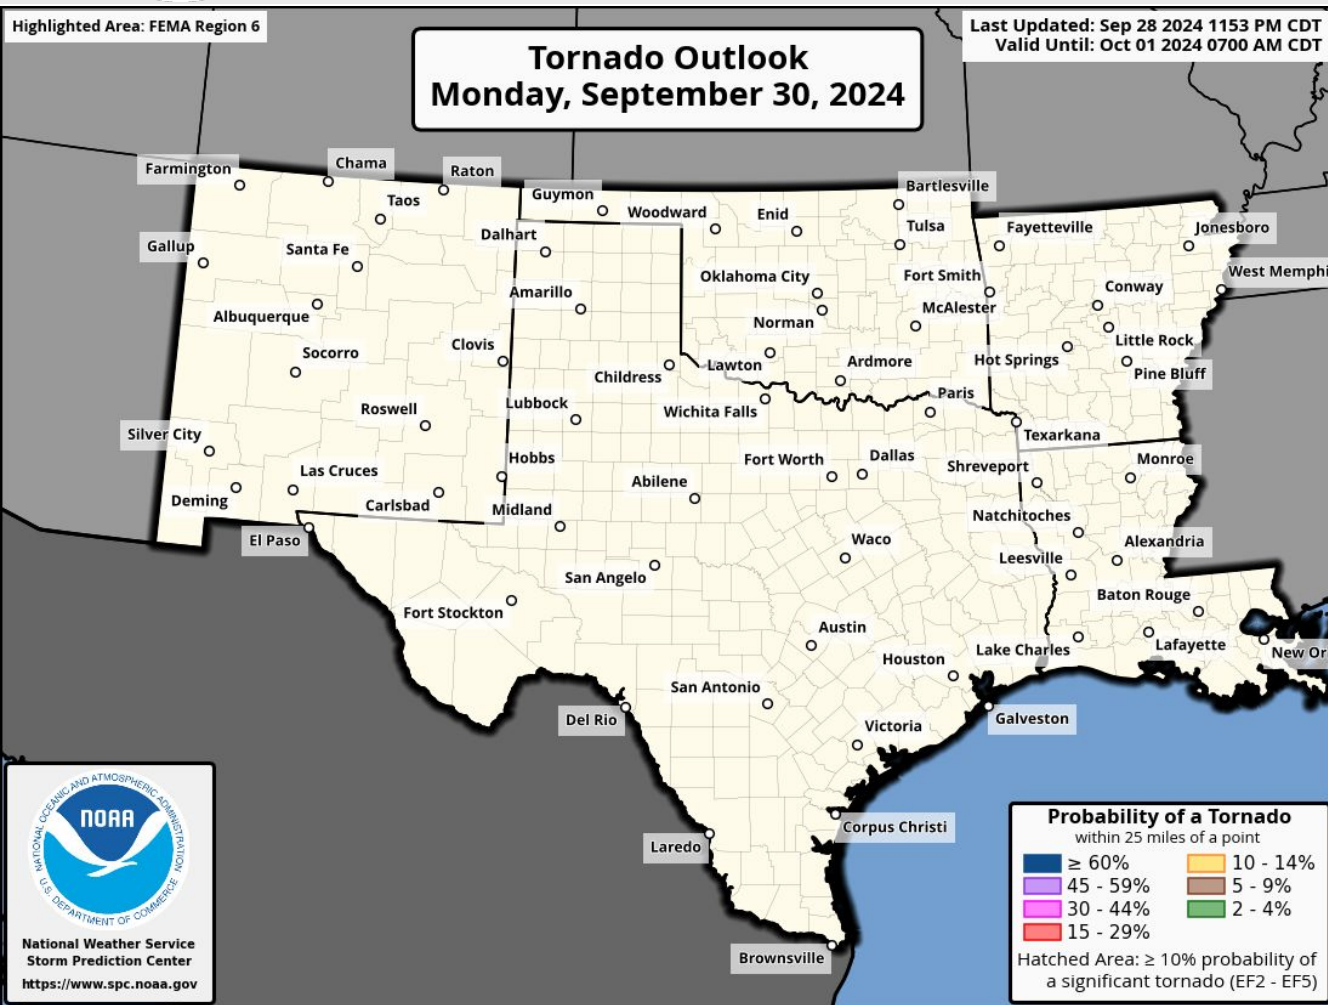 Highlighted Area: FEMA Region 6
Last Updated: Sep 28 2024 1153 PM CDT
Valid Until: Oct 01 2024 0700 AM CDT
Tornado Outlook
Monday, September 30, 2024
Farmington
Chama
Raton
Taos
Guymon
Woodward
Enid
Bartlesville
Tulsa
Fayetteville
Jonesboro
Gallup
Santa Fe
Dalhart
Oklahoma City
Fort Smith
West Memphi
Conway
Amarillo
Albuquerque
Norman
McAlester
Little Rock
Socorro
Clovis
Childress
Lawton
Ardmore
Hot Springs
Pine Bluff
Roswell
Lubbock
Wichita Falls
Paris
Silver City
Texarkana
Las Cruces
Hobbs
Abilene
Fort Worth
Dallas
Shreveport
Monroe
Deming
Carlsbad
Midland
Natchitoches
El Paso
Waco
Leesville
Alexandria
San Angelo
Fort Stockton
Baton Rouge
Austin
Houston
Lake Charles
Lafayette
New Or
San Antonio
Del Rio
Victoria
Galveston
Laredo
Corpus Christi
Brownsville
NATIONAL OCEANIC AND ATMOSPHERIC ADMINISTRATION
NOAA
U.S. DEPARTMENT OF COMMERCE
National Weather Service
Storm Prediction Center
https://www.spc.noaa.gov
Probability of a Tornado
within 25 miles of a point
≥ 60%
10 - 14%
45 - 59%
5 - 9%
30 - 44%
2 - 4%
15 - 29%
Hatched Area: ≥ 10% probability of
a significant tornado (EF2 - EF5)